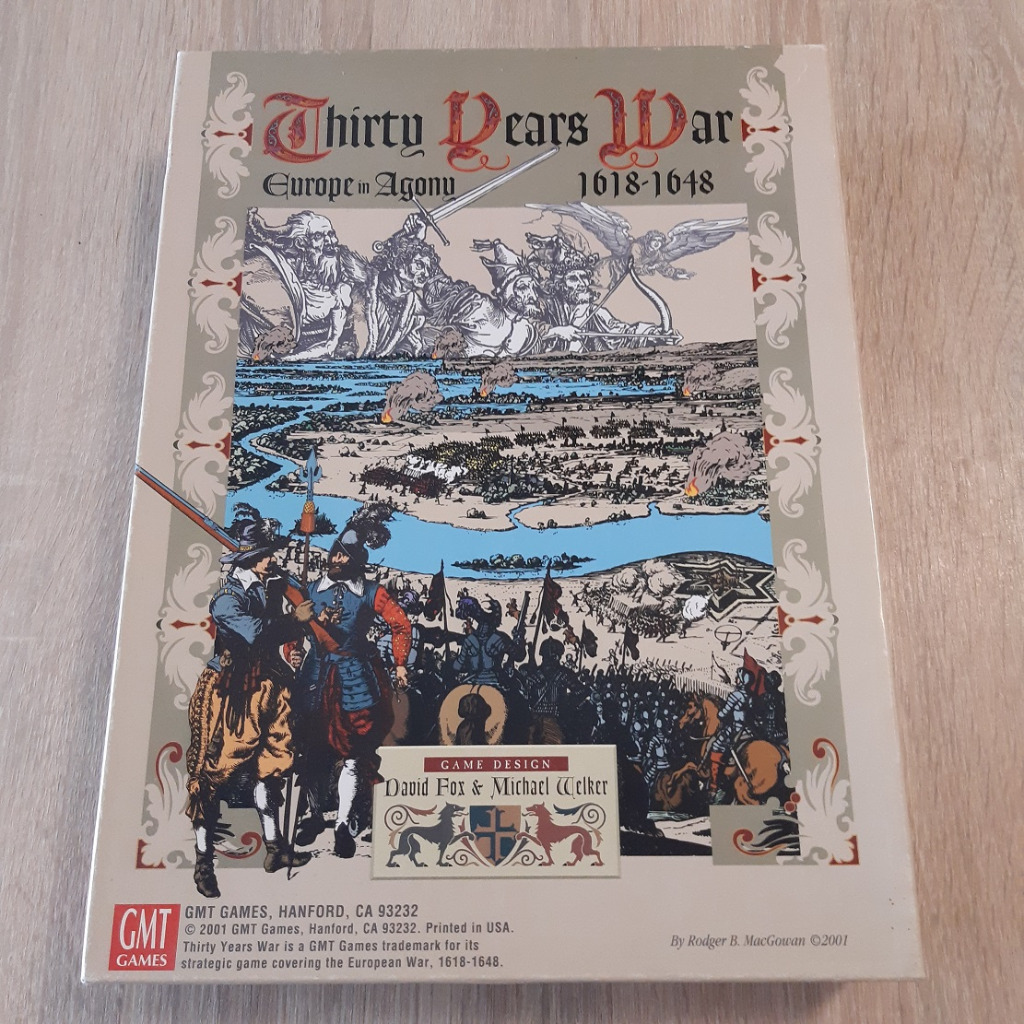 Thirty Years War
Europe in Agony 1618-1648
GAME DESIGN
David Fox & Michael Welker
GMT
GAMES
GMT GAMES, HANFORD, CA 93232
© 2001 GMT Games, Hanford, CA 93232. Printed in USA.
Thirty Years War is a GMT Games trademark for its
strategic game covering the European War, 1618-1648.
By Rodger B. MacGowan ©2001